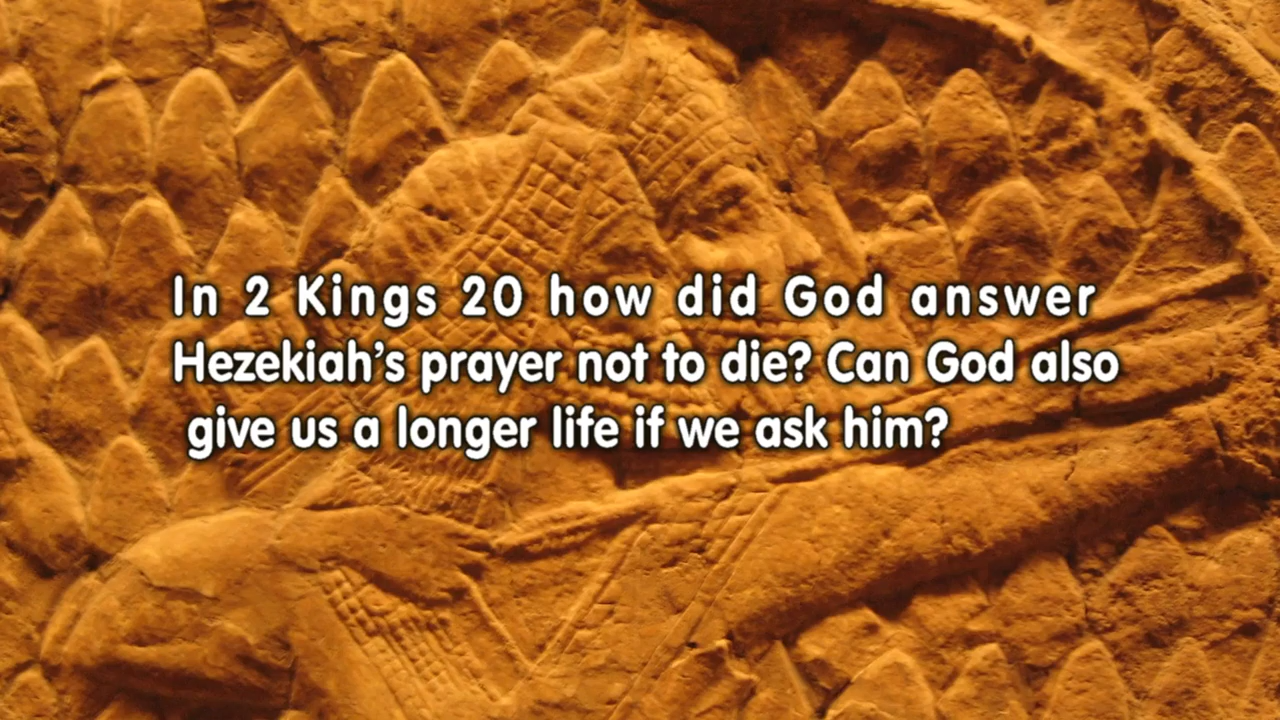 In 2 Kings 20 how did God answer
Hezekiah’s prayer not to die? Can God also
give us a longer life if we ask him?